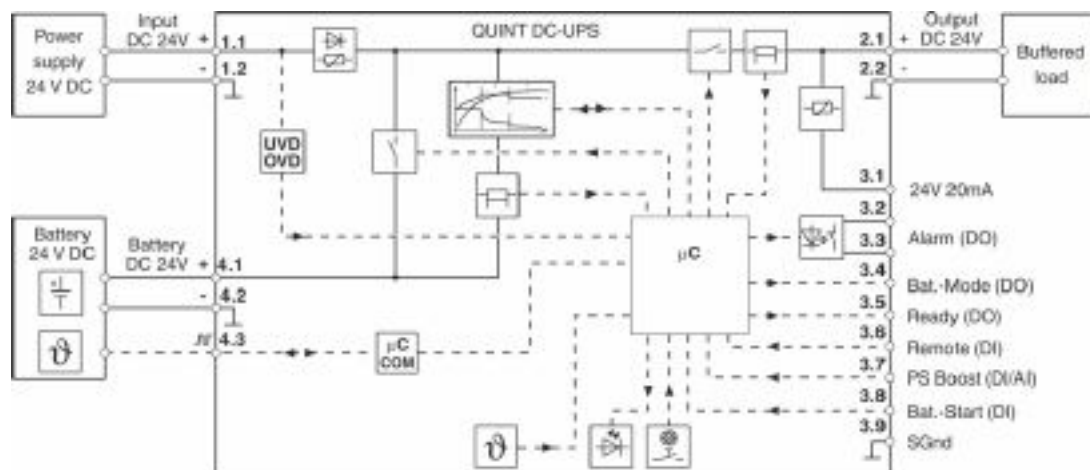 Power
supply
24 V DC
Input
DC 24V +
-
1.1
1.2
QUINT DC-UPS
2.1
2.2
Output
+ DC 24V
-
Buffered
load
UVD
OVD
3.1
24V 20mA
3.2
3.3
Alarm (DO)
µC
3.4
Bat.-Mode (DO)
3.5
Ready (DO)
3.6
Remote (DI)
3.7
PS Boost (DI/AI)
3.8
Bat.-Start (DI)
3.9
SGnd
Battery
24 V DC
Battery
DC 24V +
-
4.1
4.2
4.3
ϑ
µC
COM
ϑ